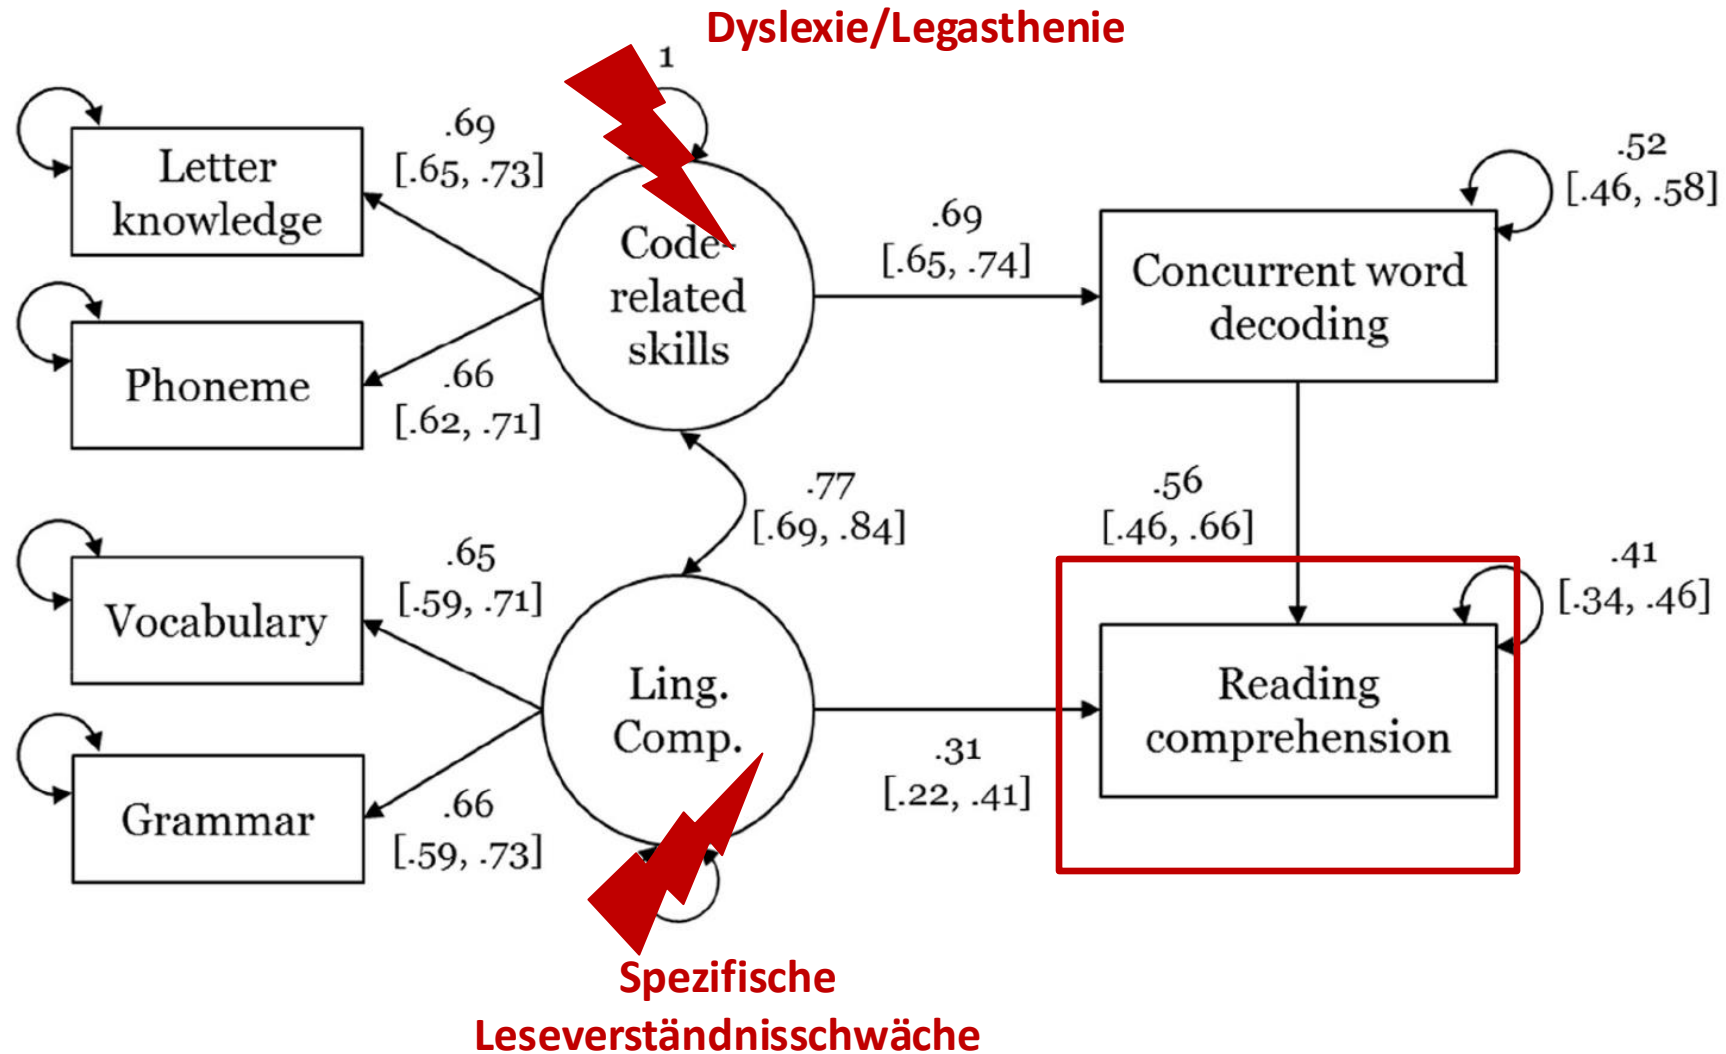 Dyslexie/Legasthenie
1
.69
[.65, .73]
Letter
knowledge
.52
[.46, .58]
Code-
related
skills
.69
[.65, .74]
Concurrent word
decoding
Phoneme
.66
[.62, .71]
.77
[.69, .84]
.56
[.46, .66]
.65
[.59, .71]
Vocabulary
.41
[.34, .46]
Ling.
Comp.
Reading
comprehension
.31
[.22, .41]
Grammar
.66
[.59, .73]
Spezifische
Leseverständnisschwäche